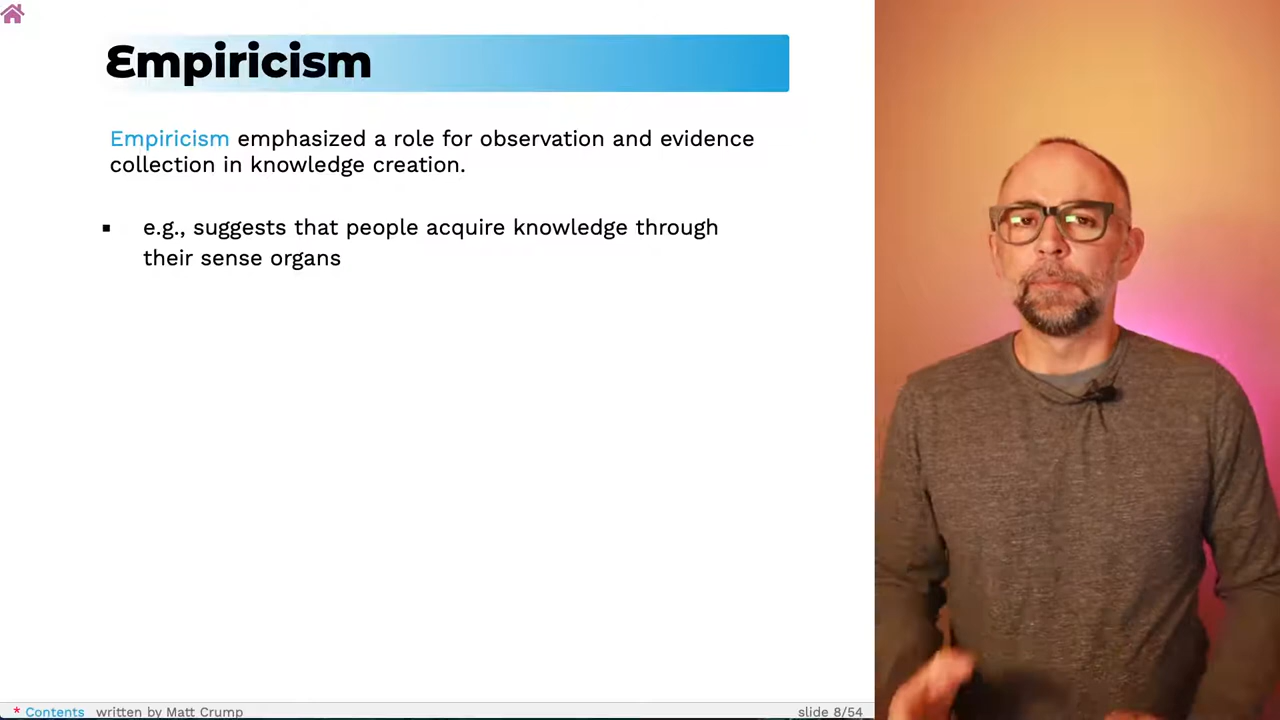 Empiricism
Empiricism emphasized a role for observation and evidence
collection in knowledge creation.
▪ e.g., suggests that people acquire knowledge through
their sense organs
* Contents written by Matt Crump slide 8/54